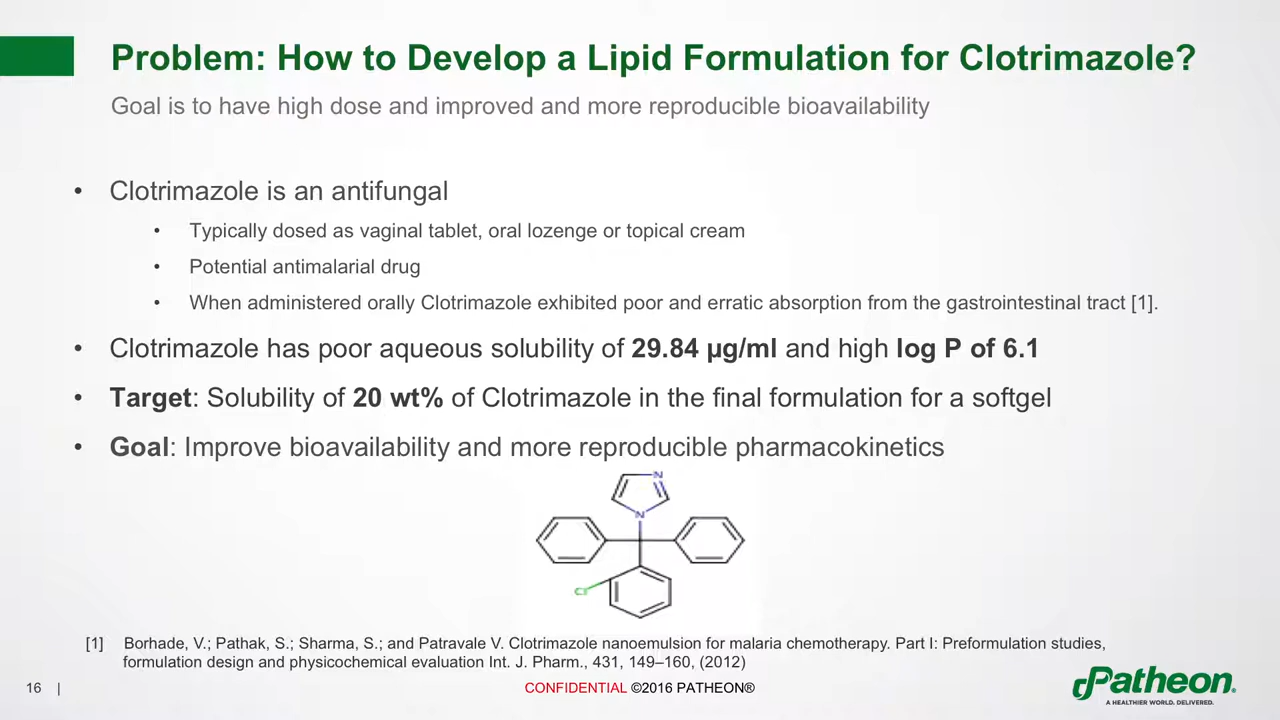 Problem: How to Develop a Lipid Formulation for Clotrimazole?
Goal is to have high dose and improved and more reproducible bioavailability
• Clotrimazole is an antifungal
• Typically dosed as vaginal tablet, oral lozenge or topical cream
• Potential antimalarial drug
• When administered orally Clotrimazole exhibited poor and erratic absorption from the gastrointestinal tract [1].
• Clotrimazole has poor aqueous solubility of 29.84 µg/ml and high log P of 6.1
• Target: Solubility of 20 wt% of Clotrimazole in the final formulation for a softgel
• Goal: Improve bioavailability and more reproducible pharmacokinetics
N
N
Cl
[1] Borhade, V.; Pathak, S.; Sharma, S.; and Patravale V. Clotrimazole nanoemulsion for malaria chemotherapy. Part I: Preformulation studies,
formulation design and physicochemical evaluation Int. J. Pharm., 431, 149–160, (2012)
16 |
CONFIDENTIAL ©2016 PATHEON®
Patheon®
A HEALTHIER WORLD. DELIVERED.